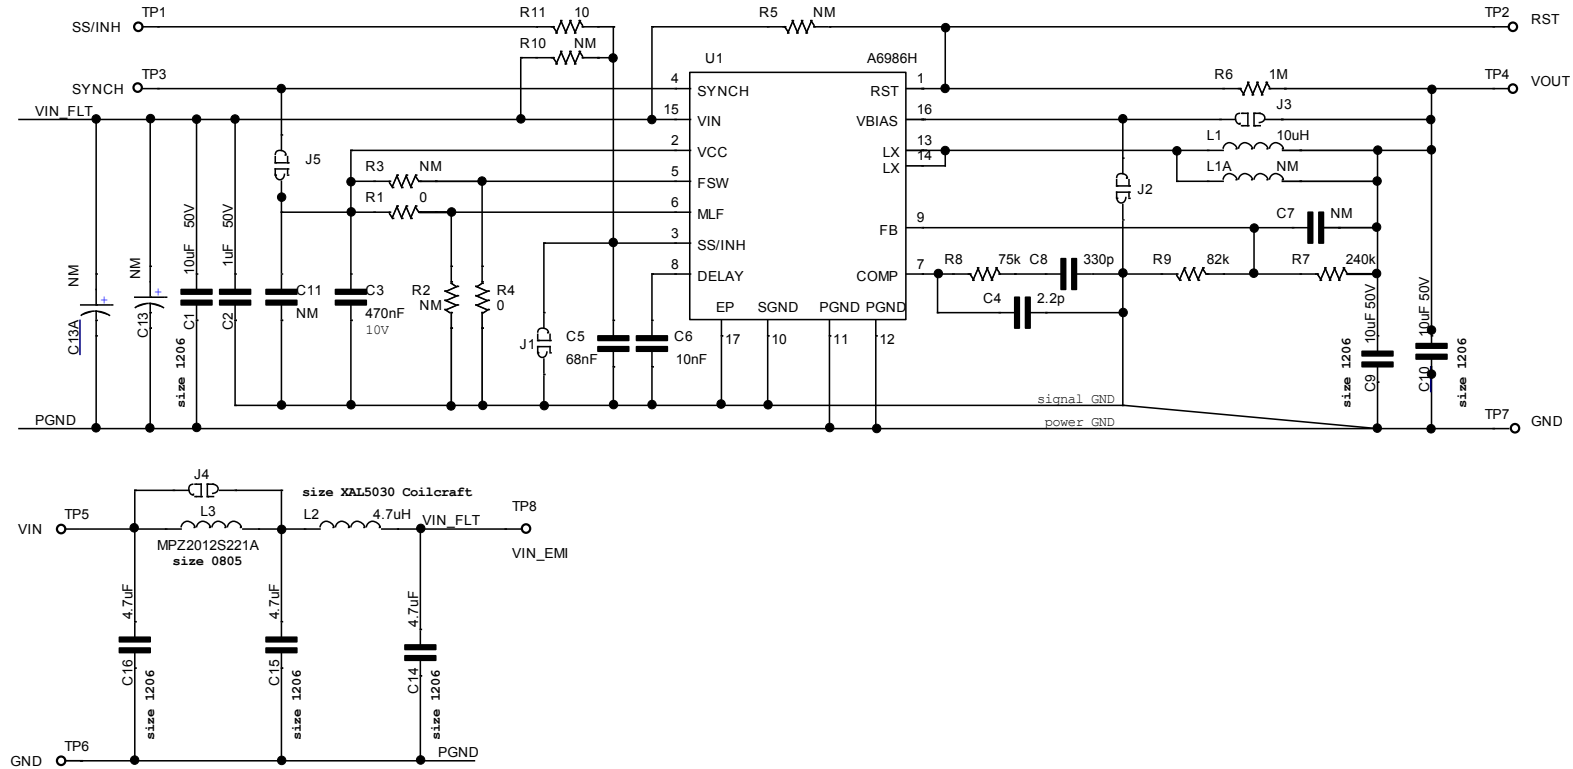 TP1
SS/INH
R11 10
R10 NM
R5 NM
TP2
RST
TP3
SYNCH
U1
A6986H
R6 1M
TP4
VOUT
VIN_FLT
J3
4 SYNCH
15 VIN
2 VCC
5 FSW
6 MLF
3 SS/INH
8 DELAY
1 RST
16 VBIAS
13 LX
14 LX
9 FB
7 COMP
EP SGND PGND PGND
17 10 11 12
L1 10uH
L1A NM
J5
J2
R3 NM
R1 0
C7 NM
R8 75k C8 330p
R9 82k
R7 240k
C4 2.2p
NM
C13A
NM
C13
10uF 50V
C1
size 1206
1uF 50V
C2
C11
NM
C3
470nF
10V
R2
NM
R4
0
J1
C5
68nF
C6
10nF
10uF 50V
C9
size 1206
10uF 50V
C10
size 1206
signal GND
power GND
PGND
TP7
GND
J4
size XAL5030 Coilcraft
VIN
TP5
L3
MPZ2012S221A
size 0805
L2 4.7uH
VIN_FLT
TP8
VIN_EMI
4.7uF
C16
size 1206
4.7uF
C15
size 1206
4.7uF
C14
size 1206
GND
TP6
PGND